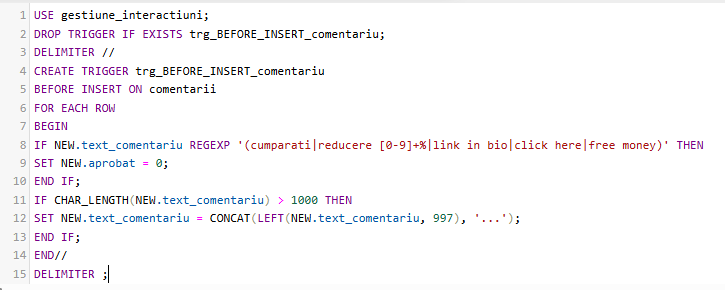 1 USE gestiune_interactiuni;
2 DROP TRIGGER IF EXISTS trg_BEFORE_INSERT_comentariu;
3 DELIMITER //
4 CREATE TRIGGER trg_BEFORE_INSERT_comentariu
5 BEFORE INSERT ON comentarii
6 FOR EACH ROW
7 BEGIN
8 IF NEW.text_comentariu REGEXP '(cumparati|reducere [0-9]+%|link in bio|click here|free money)' THEN
9 SET NEW.aprobat = 0;
10 END IF;
11 IF CHAR_LENGTH(NEW.text_comentariu) > 1000 THEN
12 SET NEW.text_comentariu = CONCAT(LEFT(NEW.text_comentariu, 997), '...');
13 END IF;
14 END//
15 DELIMITER ;